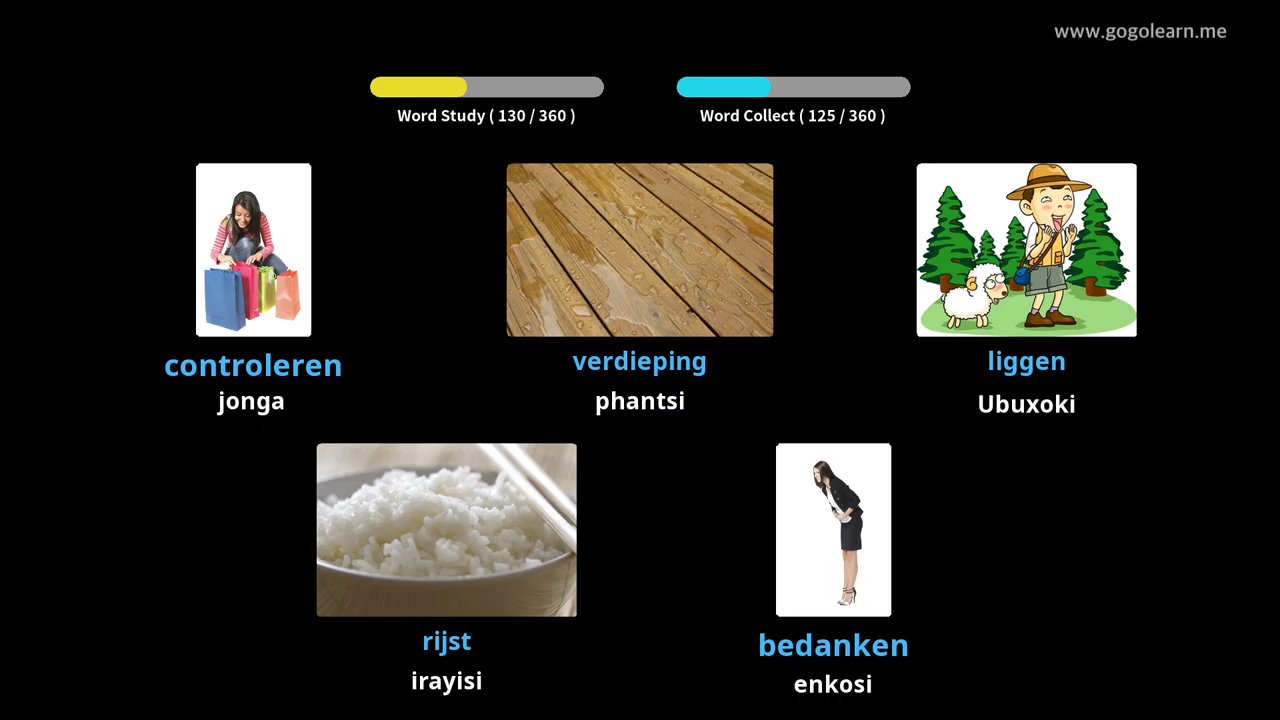 www.gogolearn.me
Word Study ( 130 / 360 )
Word Collect ( 125 / 360 )
controleren
jonga
verdieping
phantsi
liggen
Ubuxoki
rijst
irayisi
bedanken
enkosi